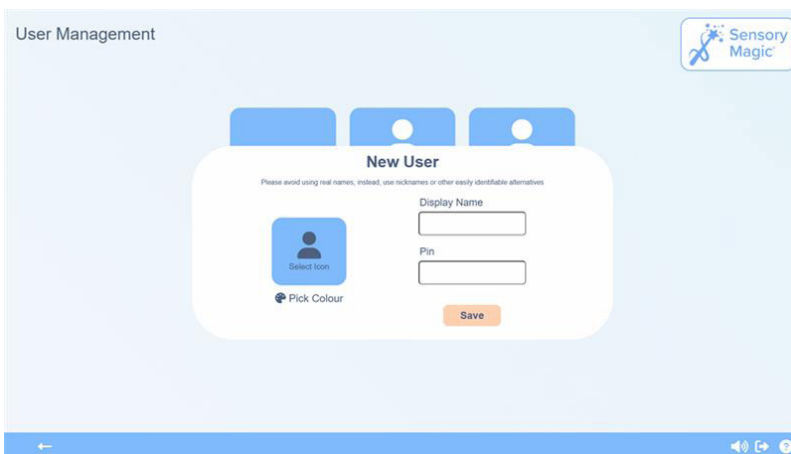 User Management
Sensory
Magic
New User
Please avoid using real names; instead, use nicknames or other easily identifiable alternatives
Display Name
Pin
Select Icon
Pick Colour
Save
?